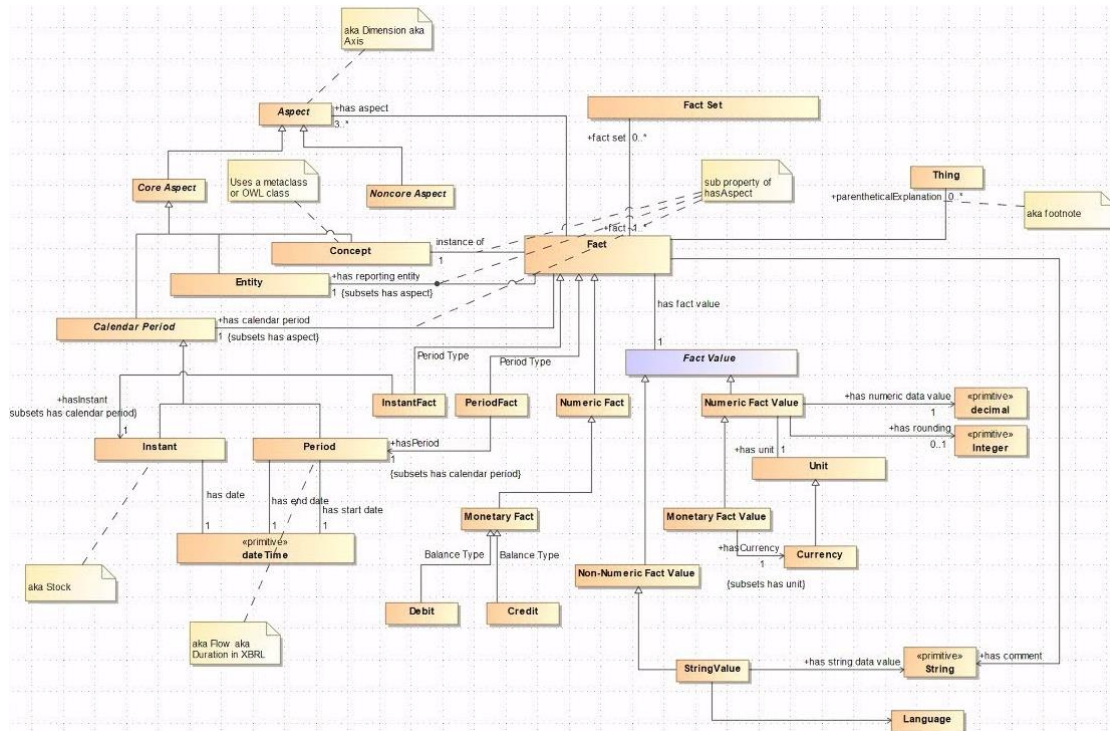 aka Dimension aka
Axis
Aspect
+has aspect
3..*
Fact Set
+fact set 0..*
Core Aspect
Uses a metaclass
or OWL class
Noncore Aspect
sub property of
hasAspect
Thing
+parentheticalExplanation 0..*
aka footnote
+fact 1..*
Concept
instance of
1
Fact
Entity
+has reporting entity
1 {subsets has aspect}
has fact value
Calendar Period
+has calendar period
1 {subsets has aspect}
1
Fact Value
Period Type
Period Type
+hasInstant
subsets has calendar period)
1
InstantFact
PeriodFact
Numeric Fact
Numeric Fact Value
+has numeric data value
1
«primitive»
decimal
+has rounding
0..1
«primitive»
Integer
Instant
Period
+hasPeriod
1
{subsets has calendar period}
+has unit
1
Unit
has date
has end date
has start date
1
1
1
Monetary Fact
Monetary Fact Value
«primitive»
dateTime
+hasCurrency
1
Currency
{subsets has unit}
Balance Type
Balance Type
Non-Numeric Fact Value
aka Stock
Debit
Credit
aka Flow aka
Duration in XBRL
StringValue
+has string data value
«primitive»
String
+has comment
Language